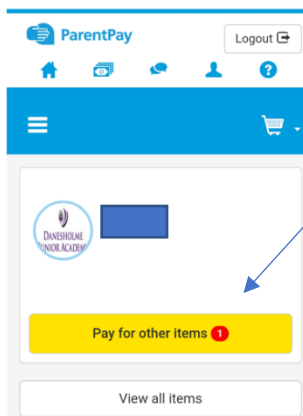 ParentPay
Logout
DANESHOLME
JUNIOR ACADEMY
Pay for other items 1
View all items